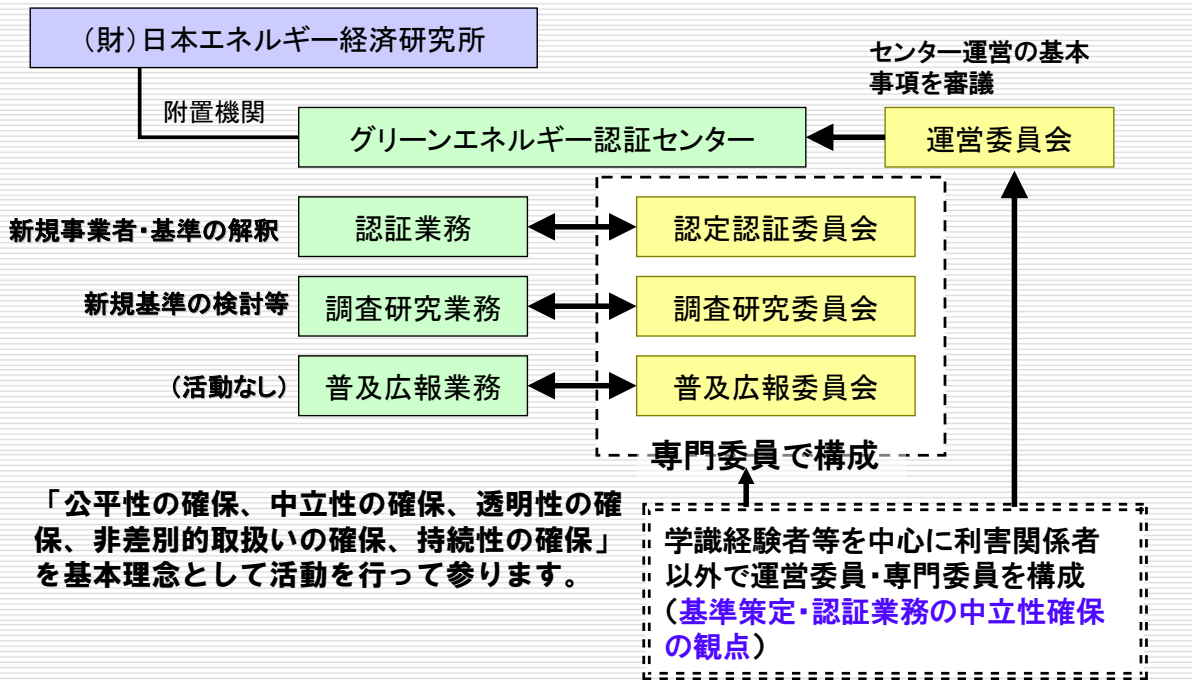 (財)日本エネルギー経済研究所
センター運営の基本
事項を審議
附置機関
グリーンエネルギー認証センター
運営委員会
新規事業者・基準の解釈
認証業務
認定認証委員会
新規基準の検討等
調査研究業務
調査研究委員会
(活動なし)
普及広報業務
普及広報委員会
専門委員で構成
「公平性の確保、中立性の確保、透明性の確
保、非差別的取扱いの確保、持続性の確保」
を基本理念として活動を行って参ります。
学識経験者等を中心に利害関係者
以外で運営委員・専門委員を構成
(基準策定・認証業務の中立性確保
の観点)